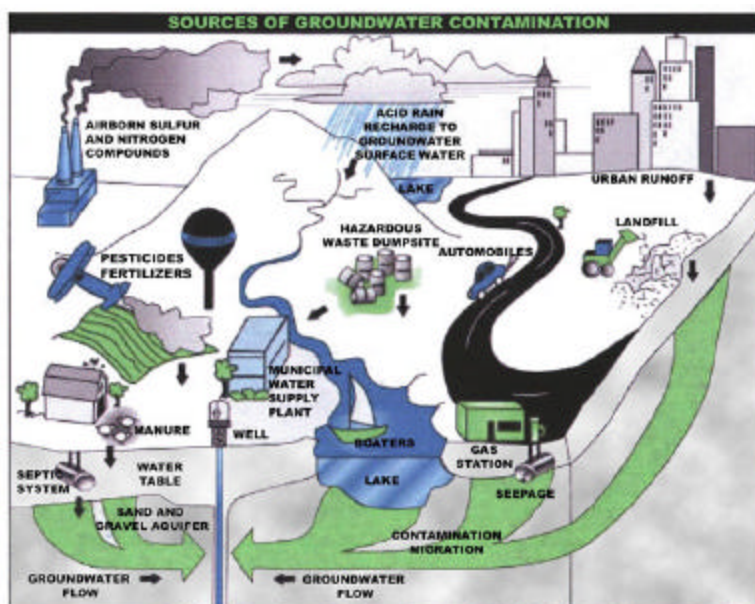 SOURCES OF GROUNDWATER CONTAMINATION
AIRBORN SULFUR
AND NITROGEN
COMPOUNDS
ACID RAIN
RECHARGE TO
GROUNDWATER
SURFACE WATER
LAKE
URBAN RUNOFF
LANDFILL
HAZARDOUS
WASTE DUMPSITE
AUTOMOBILES
PESTICIDES
FERTILIZERS
MUNICIPAL
WATER
SUPPLY
PLANT
MANURE
WELL
BOATERS
GAS
STATION
SEPTIC
SYSTEM
WATER
TABLE
LAKE
SEEPAGE
SAND AND
GRAVEL AQUIFER
CONTAMINATION
MIGRATION
GROUNDWATER
FLOW
GROUNDWATER
FLOW